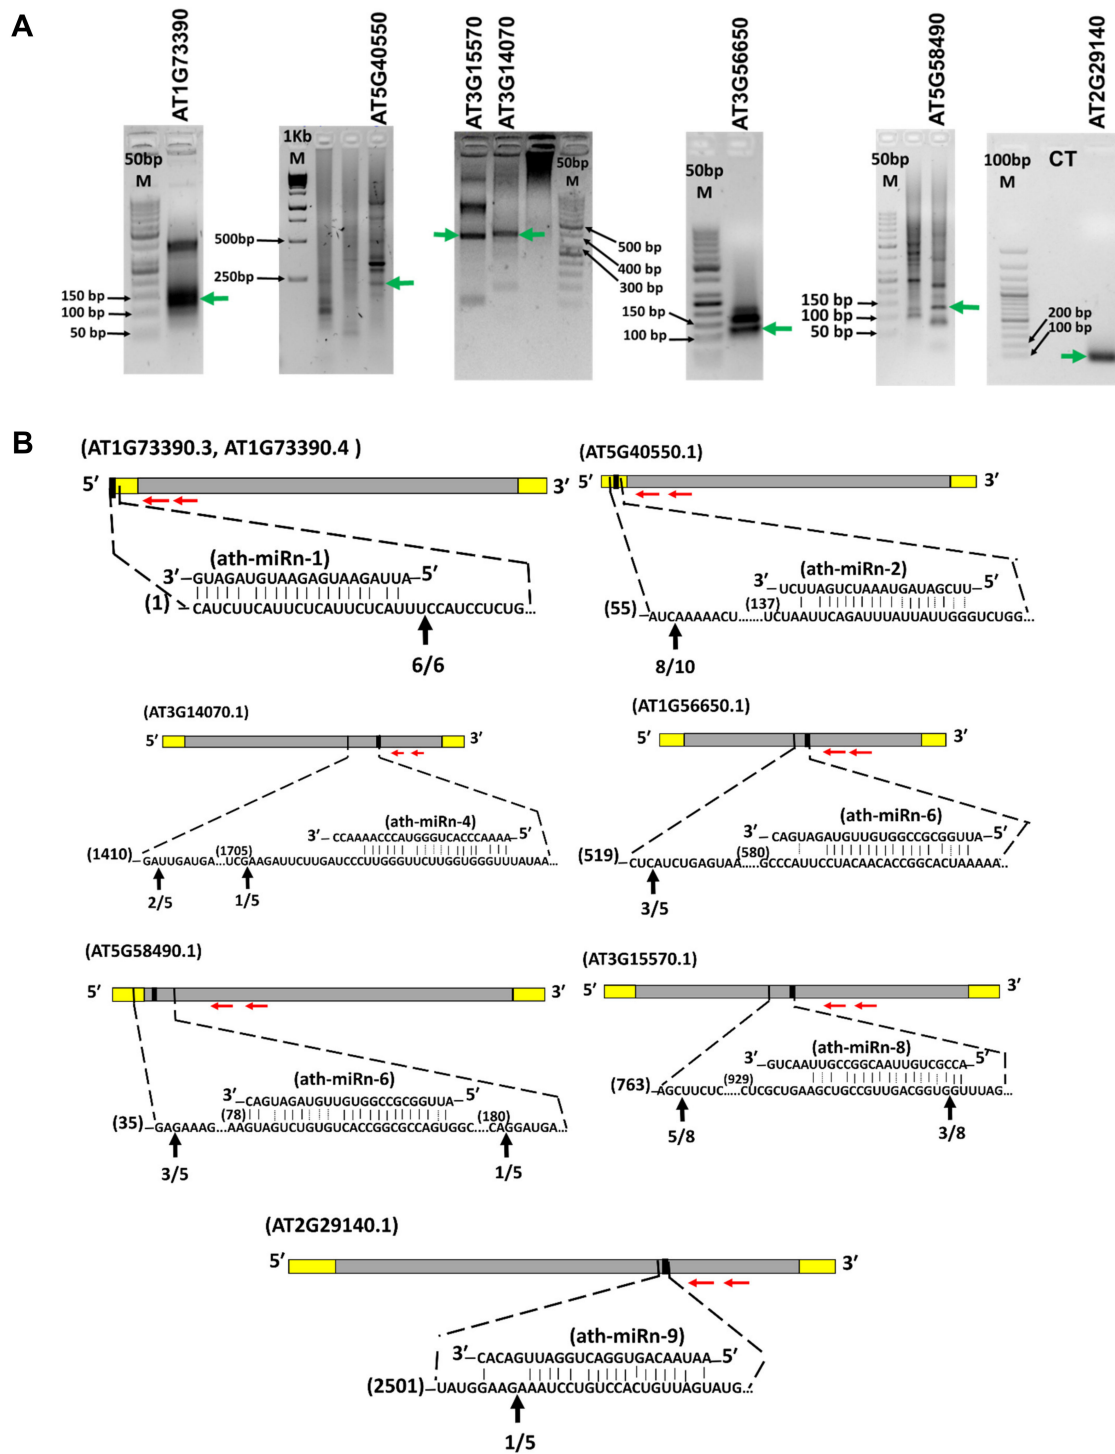 A
AT1G73390
AT5G40550
AT3G15570
AT3G14070
AT3G56650
AT5G58490
AT2G29140
50bp
M
150 bp
100 bp
50 bp
1Kb
M
500bp
250bp
50bp
M
500 bp
400 bp
300 bp
50bp
M
150 bp
100 bp
50bp
M
150 bp
100 bp
50 bp
100bp
M
CT
200 bp
100 bp
B
(AT1G73390.3, AT1G73390.4 )
5′ 3′
(ath-miRn-1)
3′ GUAGAUGUAAGAGUAAGAUUA 5′
(1) CAUCUUCAUUCUCAUUCUCAUUUCCAUCCUCUG...
6/6
(AT5G40550.1)
5′ 3′
(ath-miRn-2)
3′ UCUUAGUCUAAAUGAUAGCUU 5′
(55) AUCAAAAACU....... (137) UCUAAUUCAGAUUUAUUAUUGGGUCUGG...
8/10
(AT3G14070.1)
5′ 3′
(ath-miRn-4)
3′ CCAAAACCCAUGGGUCACCCAAAA 5′
(1410) GAUUGAUGA... (1705) UCGAAGAUUCUUGAUCCCUUGGGUUCUUGGUGGGUUUAUAA...
2/5 1/5
(AT1G56650.1)
5′ 3′
(ath-miRn-6)
3′ CAGUAGAUGUUGUGGCCGCGGUUA 5′
(519) CUCAUCUGAGUAA..... (580) GCCCAUUCCUACAACACCGGCACUAAAAA...
3/5
(AT5G58490.1)
5′ 3′
(ath-miRn-6)
3′ CAGUAGAUGUUGUGGCCGCGGUUA 5′
(35) GAGAAAG... (78) AAGUAGUCUGUGUCACCGGCGCCAGUGGC.... (180) CAGGAUGA...
3/5 1/5
(AT3G15570.1)
5′ 3′
(ath-miRn-8)
3′ GUCAAUUGCCGGCAAUUGUCGCCA 5′
(763) AGCUUCUC..... (929) CUCGCUGAAGCUGCCGUUGACGGUGGUUUAG...
5/8 3/8
(AT2G29140.1)
5′ 3′
(ath-miRn-9)
3′ CACAGUUAGGUCAGGUGACAAUAA 5′
(2501) UAUGGAAGAAAUCCUGUCCACUGUUAGUAUG...
1/5